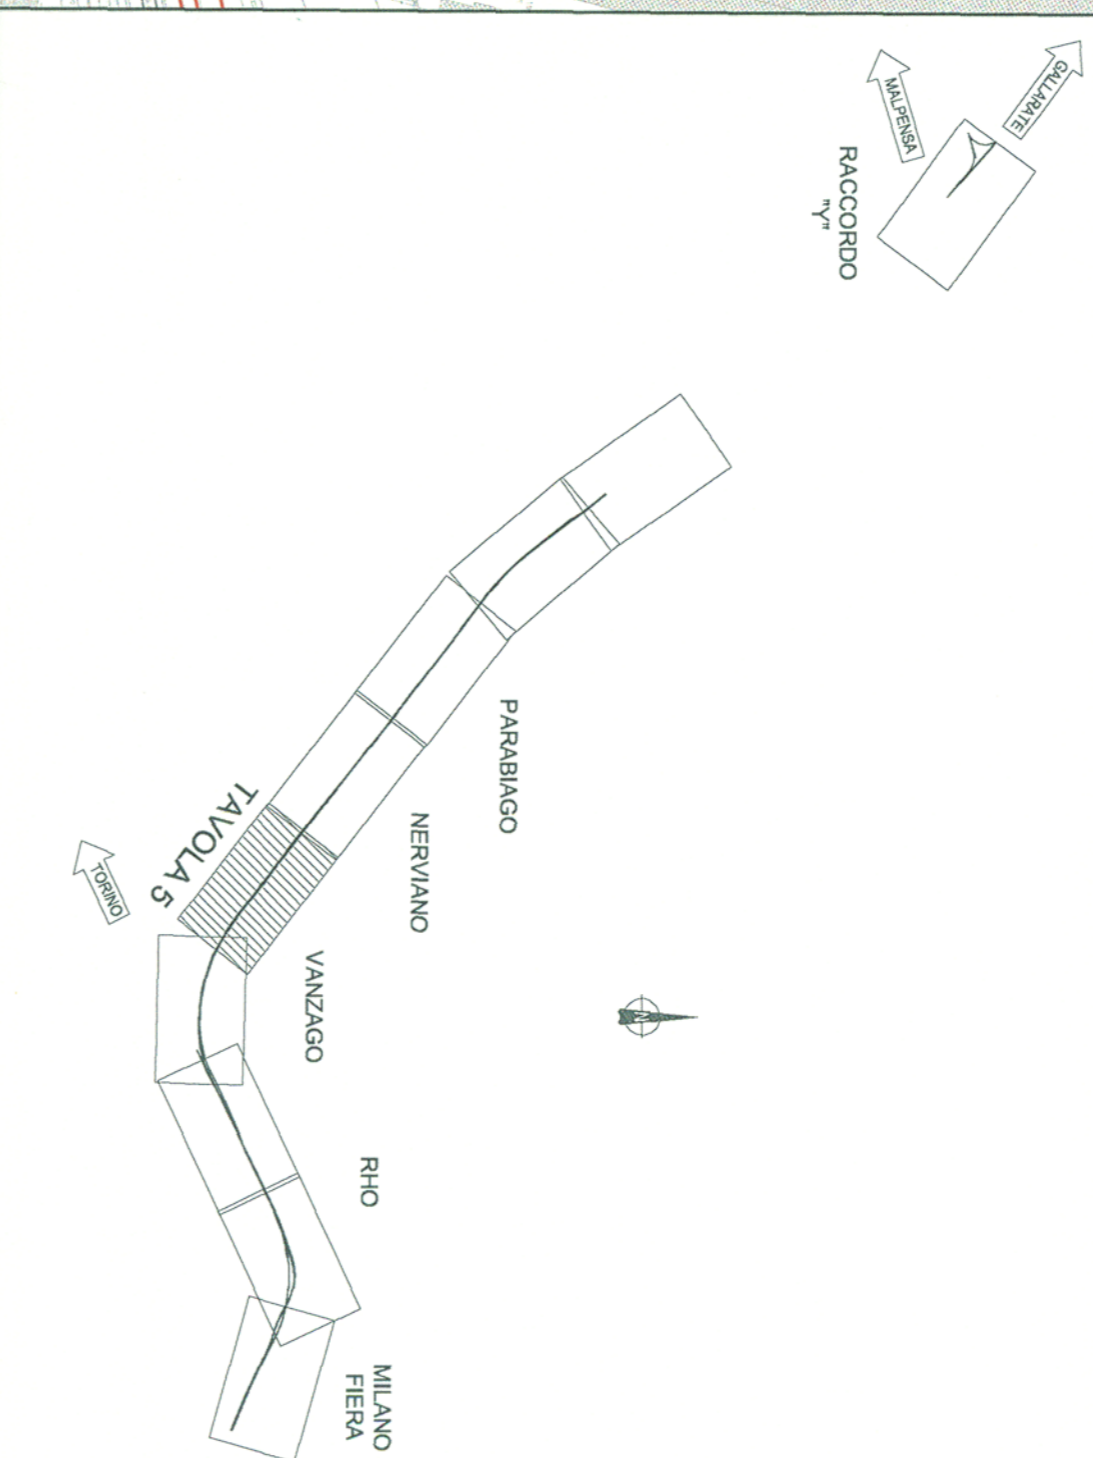 GALLARATE
MALPENSA
RACCORDO
"Y"
PARABIAGO
NERVIANO
TAVOLA 5
TORINO
VANZAGO
N
RHO
MILANO
FIERA